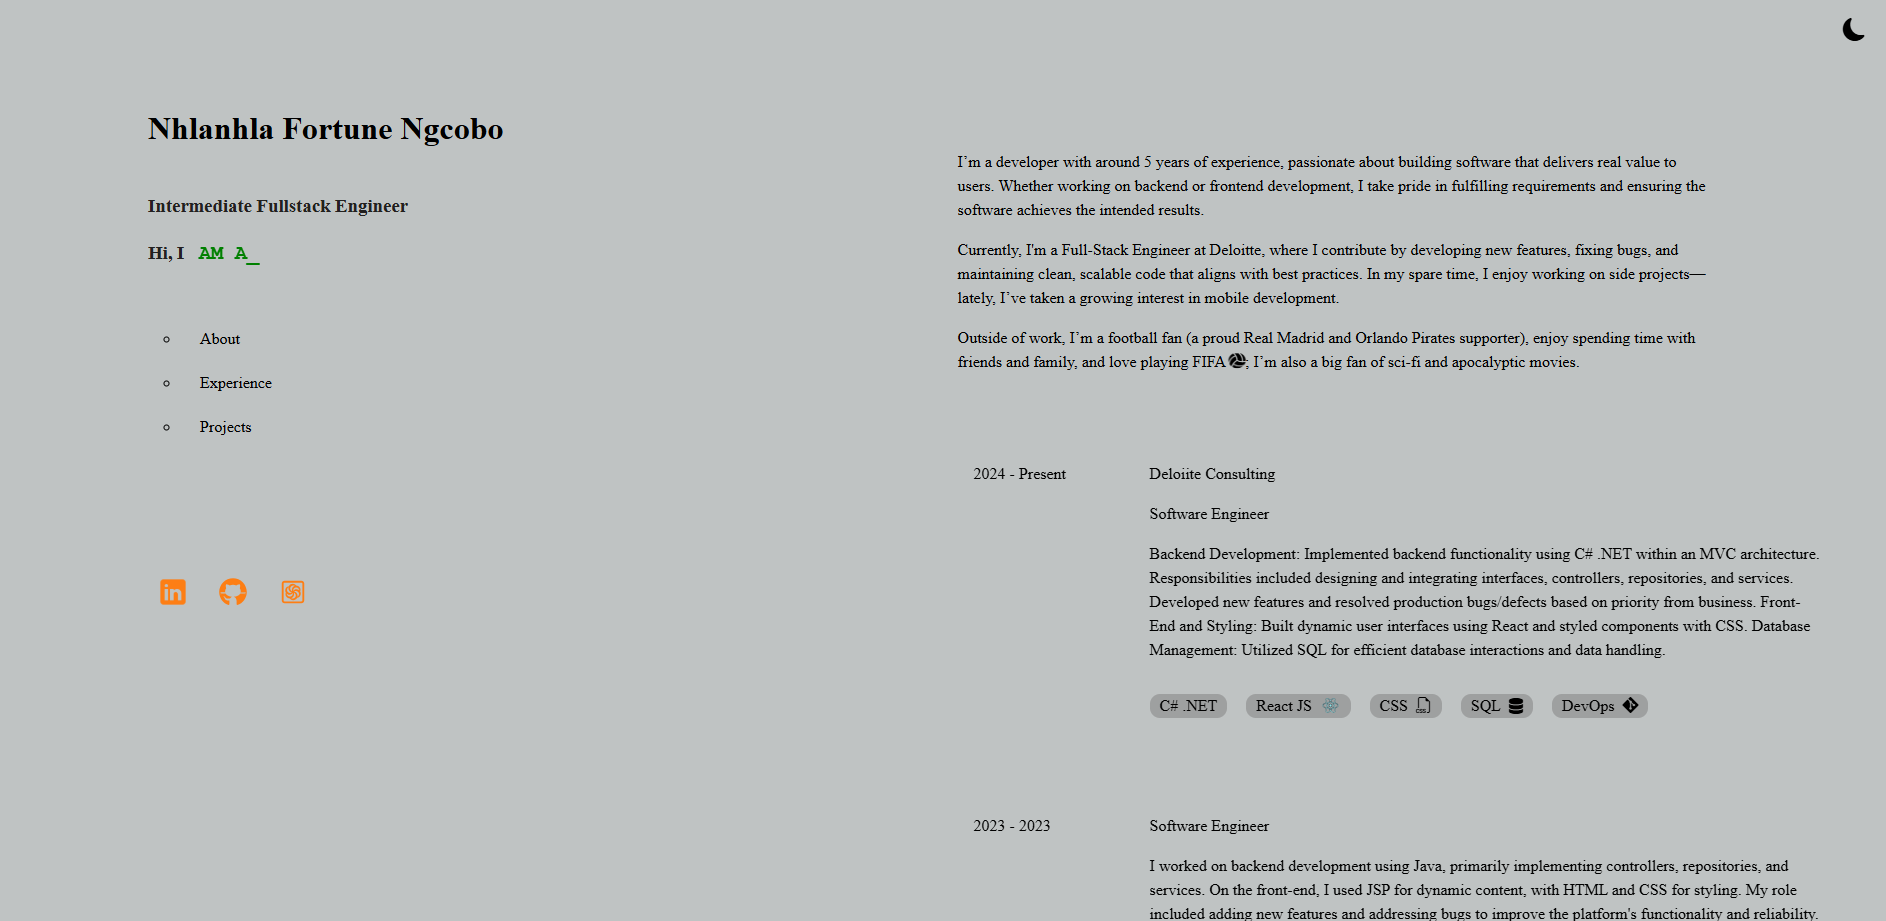 Nhlanhla Fortune Ngcobo
Intermediate Fullstack Engineer
Hi, I AM A_
About
Experience
Projects
I’m a developer with around 5 years of experience, passionate about building software that delivers real value to
users. Whether working on backend or frontend development, I take pride in fulfilling requirements and ensuring the
software achieves the intended results.
Currently, I'm a Full-Stack Engineer at Deloitte, where I contribute by developing new features, fixing bugs, and
maintaining clean, scalable code that aligns with best practices. In my spare time, I enjoy working on side projects—
lately, I’ve taken a growing interest in mobile development.
Outside of work, I’m a football fan (a proud Real Madrid and Orlando Pirates supporter), enjoy spending time with
friends and family, and love playing FIFA; I’m also a big fan of sci-fi and apocalyptic movies.
2024 - Present
Deloiite Consulting
Software Engineer
Backend Development: Implemented backend functionality using C# .NET within an MVC architecture.
Responsibilities included designing and integrating interfaces, controllers, repositories, and services.
Developed new features and resolved production bugs/defects based on priority from business. Front-
End and Styling: Built dynamic user interfaces using React and styled components with CSS. Database
Management: Utilized SQL for efficient database interactions and data handling.
C# .NET React JS CSS SQL DevOps
2023 - 2023
Software Engineer
I worked on backend development using Java, primarily implementing controllers, repositories, and
services. On the front-end, I used JSP for dynamic content, with HTML and CSS for styling. My role
included adding new features and addressing bugs to improve the platform's functionality and reliability.